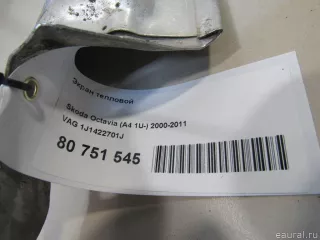 Экран тепловой
Skoda Octavia (A4 1U-) 2000-2011
VAG 1J1422701J
80 751 545
© eaural.ru